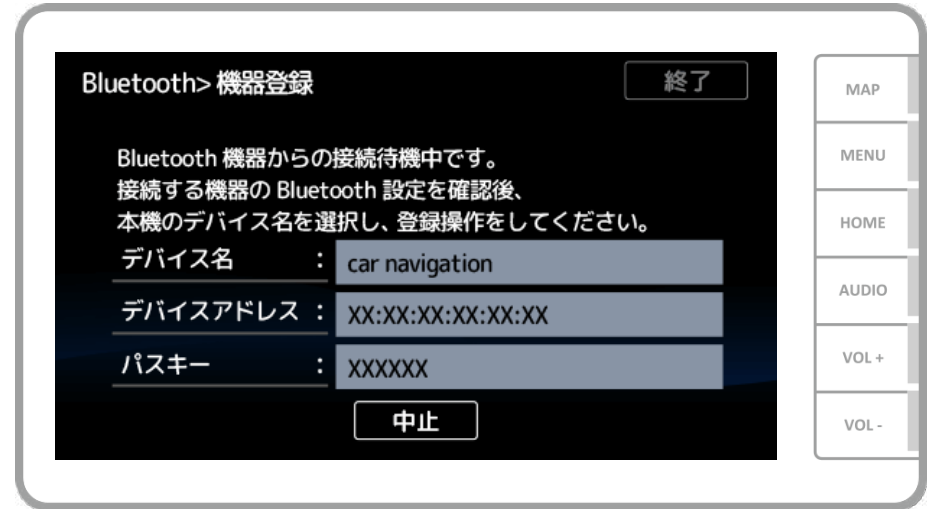 Bluetooth> 機器登録
終了
Bluetooth 機器からの接続待機中です。
接続する機器の Bluetooth 設定を確認後、
本機のデバイス名を選択し、登録操作をしてください。
デバイス名 : car navigation
デバイスアドレス : XX:XX:XX:XX:XX:XX
パスキー : XXXXXX
中止
MAP
MENU
HOME
AUDIO
VOL +
VOL -